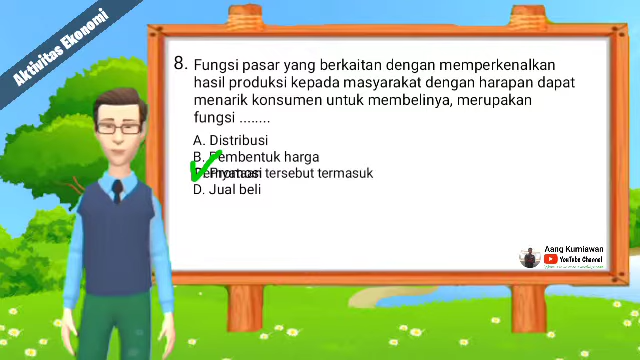 Aktivitas Ekonomi
8. Fungsi pasar yang berkaitan dengan memperkenalkan
hasil produksi kepada masyarakat dengan harapan dapat
menarik konsumen untuk membelinya, merupakan
fungsi ........
A. Distribusi
B. Pembentuk harga
Promosi
Pernyataan tersebut termasuk
D. Jual beli
Aang Kurniawan
YouTube Channel